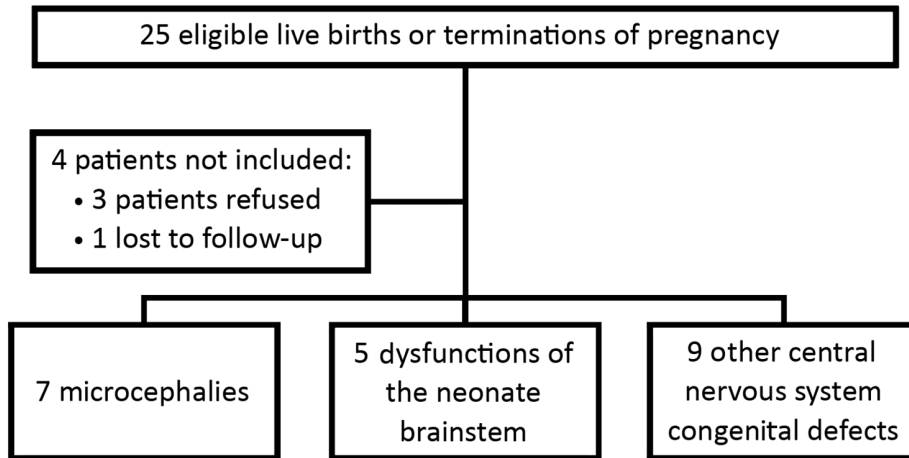 25 eligible live births or terminations of pregnancy
4 patients not included:
• 3 patients refused
• 1 lost to follow-up
7 microcephalies
5 dysfunctions of
the neonate
brainstem
9 other central
nervous system
congenital defects